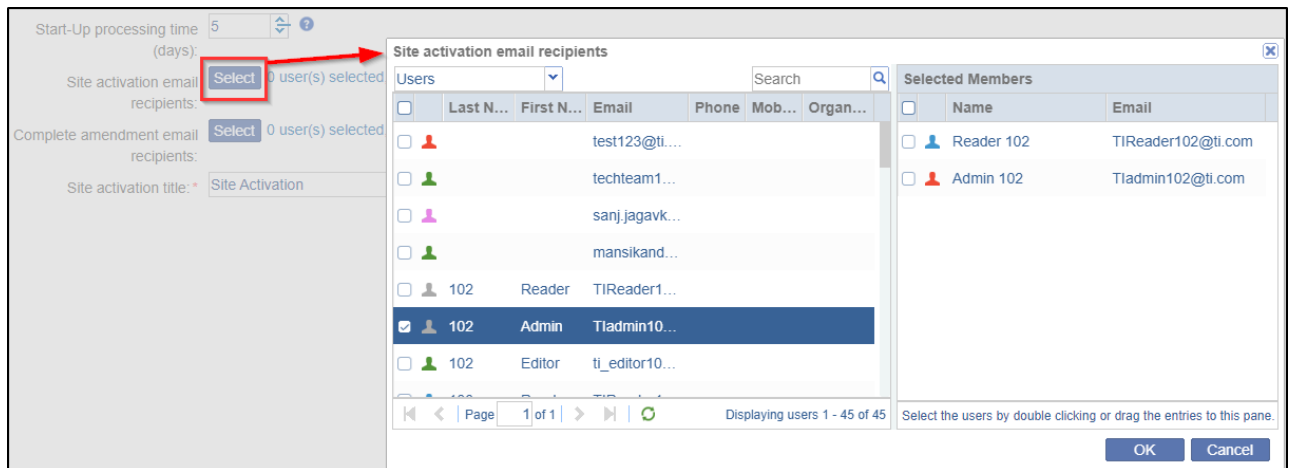 Start-Up processing time 5
(days):
Site activation email Select 0 user(s) selected
recipients:
Complete amendment email Select 0 user(s) selected
recipients:
Site activation title: * Site Activation
Site activation email recipients
Users Search
Last N... First N... Email Phone Mob... Organ...
test123@ti....
techteam1...
sanj.jagavk...
mansikand...
102 Reader TIReader1...
102 Admin TIadmin10...
102 Editor ti_editor10...
Page 1 of 1 Displaying users 1 - 45 of 45
Selected Members
Name Email
Reader 102 TIReader102@ti.com
Admin 102 TIadmin102@ti.com
Select the users by double clicking or drag the entries to this pane.
OK Cancel